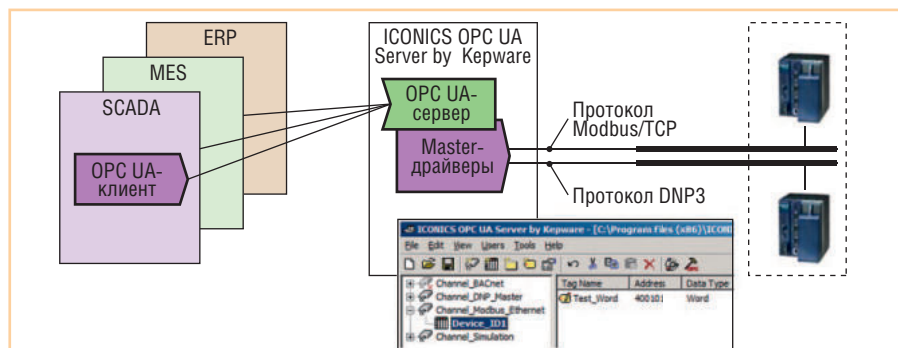 ERP
MES
SCADA
OPC UA-
клиент
ICONICS OPC UA
Server by Kepware
OPC UA-
сервер
Master-
драйверы
Протокол
Modbus/TCP
Протокол DNP3
ICONICS OPC UA Server by Kepware - [C:\Program files (x86)\ICONI
File Edit View Users Tools Help
Channel_BACnet
Channel_DNP_Master
Channel_Modbus_Ethernet
Device_ID1
Channel_Simulation
Tag Name Address Data Type
Test_Word 400101 Word